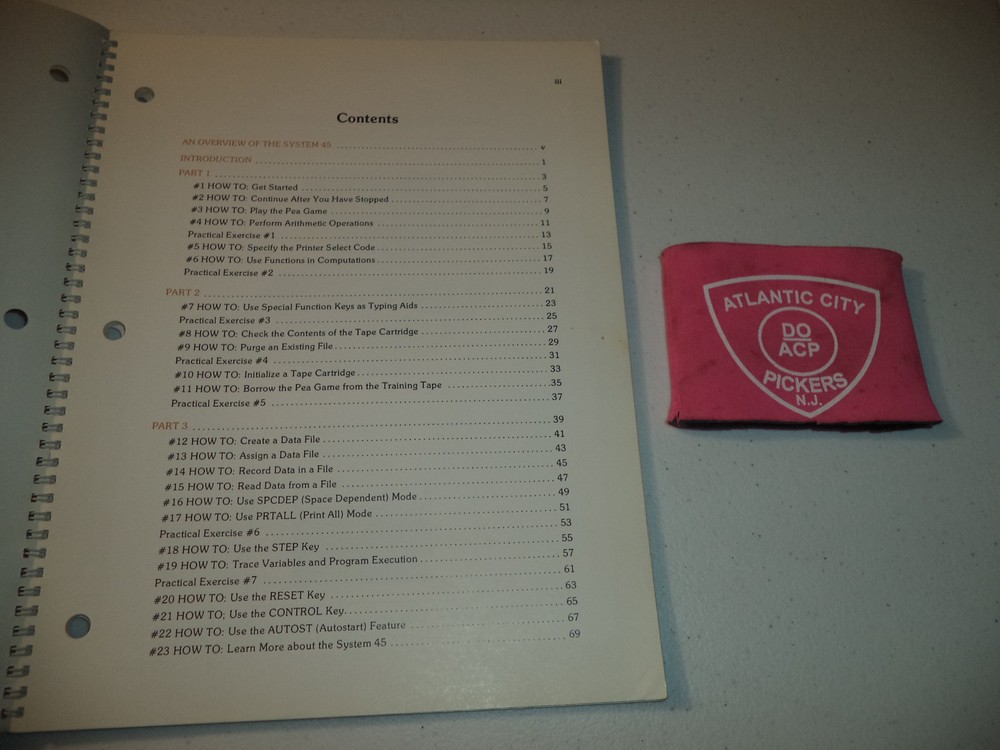 iii
Contents
AN OVERVIEW OF THE SYSTEM 45 ........ v
INTRODUCTION ........ 1
PART 1 ........ 3
#1 HOW TO: Get Started ........ 5
#2 HOW TO: Continue After You Have Stopped ........ 7
#3 HOW TO: Play the Pea Game ........ 9
#4 HOW TO: Perform Arithmetic Operations ........ 11
Practical Exercise #1 ........ 13
#5 HOW TO: Specify the Printer Select Code ........ 15
#6 HOW TO: Use Functions in Computations ........ 17
Practical Exercise #2 ........ 19
PART 2 ........ 21
#7 HOW TO: Use Special Function Keys as Typing Aids ........ 23
Practical Exercise #3 ........ 25
#8 HOW TO: Check the Contents of the Tape Cartridge ........ 27
#9 HOW TO: Purge an Existing File ........ 29
Practical Exercise #4 ........ 31
#10 HOW TO: Initialize a Tape Cartridge ........ 33
#11 HOW TO: Borrow the Pea Game from the Training Tape ........ 35
Practical Exercise #5 ........ 37
PART 3 ........ 39
#12 HOW TO: Create a Data File ........ 41
#13 HOW TO: Assign a Data File ........ 43
#14 HOW TO: Record Data in a File ........ 45
#15 HOW TO: Read Data from a File ........ 47
#16 HOW TO: Use SPCDEP (Space Dependent) Mode ........ 49
#17 HOW TO: Use PRTALL (Print All) Mode ........ 51
Practical Exercise #6 ........ 53
#18 HOW TO: Use the STEP Key ........ 55
#19 HOW TO: Trace Variables and Program Execution ........ 57
Practical Exercise #7 ........ 61
#20 HOW TO: Use the RESET Key ........ 63
#21 HOW TO: Use the CONTROL Key ........ 65
#22 HOW TO: Use the AUTOST (Autostart) Feature ........ 67
#23 HOW TO: Learn More about the System 45 ........ 69
ATLANTIC CITY
DO
ACP
PICKERS
N.J.